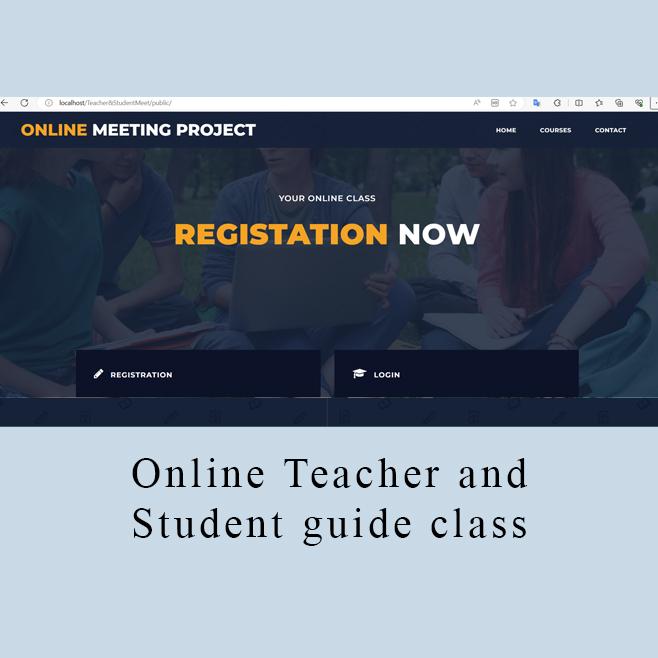 localhost/Teacher&StudentMeet/public/
ONLINE MEETING PROJECT
HOME COURSES CONTACT
YOUR ONLINE CLASS
REGISTATION NOW
REGISTRATION
LOGIN
Online Teacher and
Student guide class